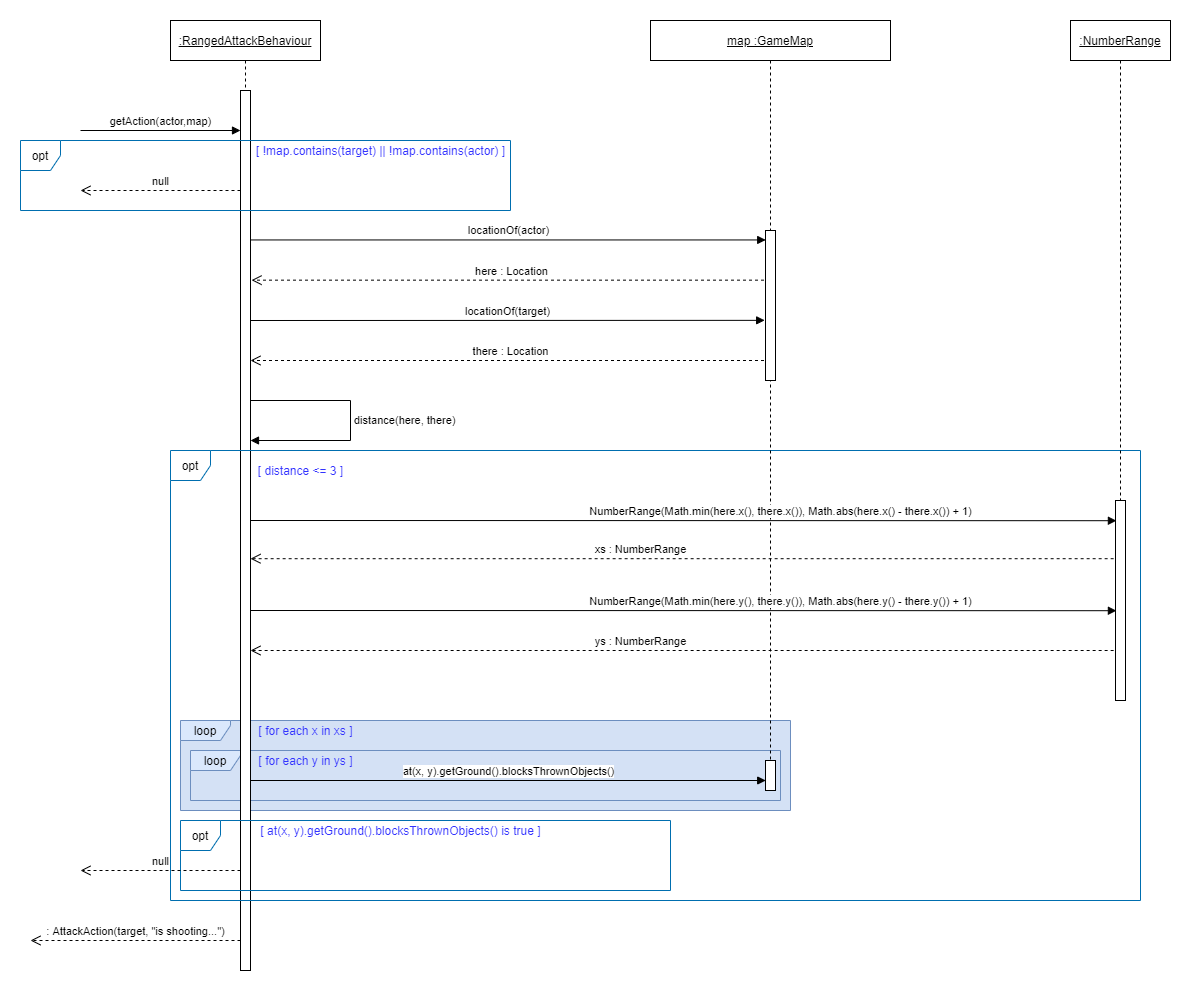 :RangedAttackBehaviour
map :GameMap
:NumberRange
getAction(actor,map)
opt
[ !map.contains(target) || !map.contains(actor) ]
null
locationOf(actor)
here : Location
locationOf(target)
there : Location
distance(here, there)
opt
[ distance <= 3 ]
NumberRange(Math.min(here.x(), there.x()), Math.abs(here.x() - there.x()) + 1)
xs : NumberRange
NumberRange(Math.min(here.y(), there.y()), Math.abs(here.y() - there.y()) + 1)
ys : NumberRange
loop
[ for each x in xs ]
loop
[ for each y in ys ]
at(x, y).getGround().blocksThrownObjects()
opt
[ at(x, y).getGround().blocksThrownObjects() is true ]
null
: AttackAction(target, "is shooting...")